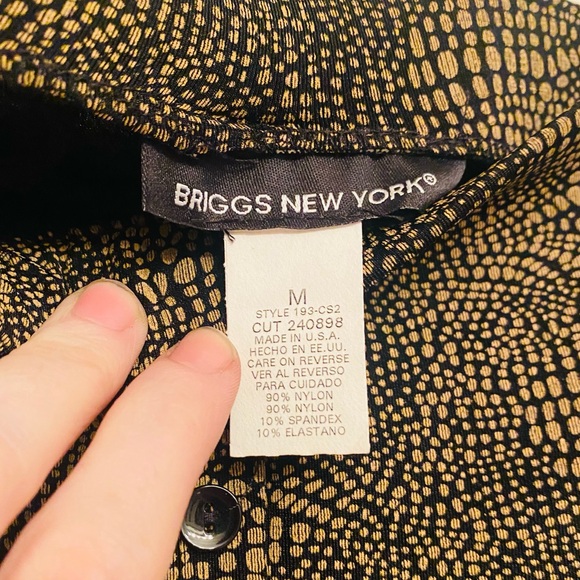 BRIGGS NEW YORK®
M
STYLE 193-CS2
CUT 240898
MADE IN U.S.A.
HECHO EN EE.UU.
CARE ON REVERSE
VER AL REVERSO
PARA CUIDADO
90% NYLON
90% NYLON
10% SPANDEX
10% ELASTANO